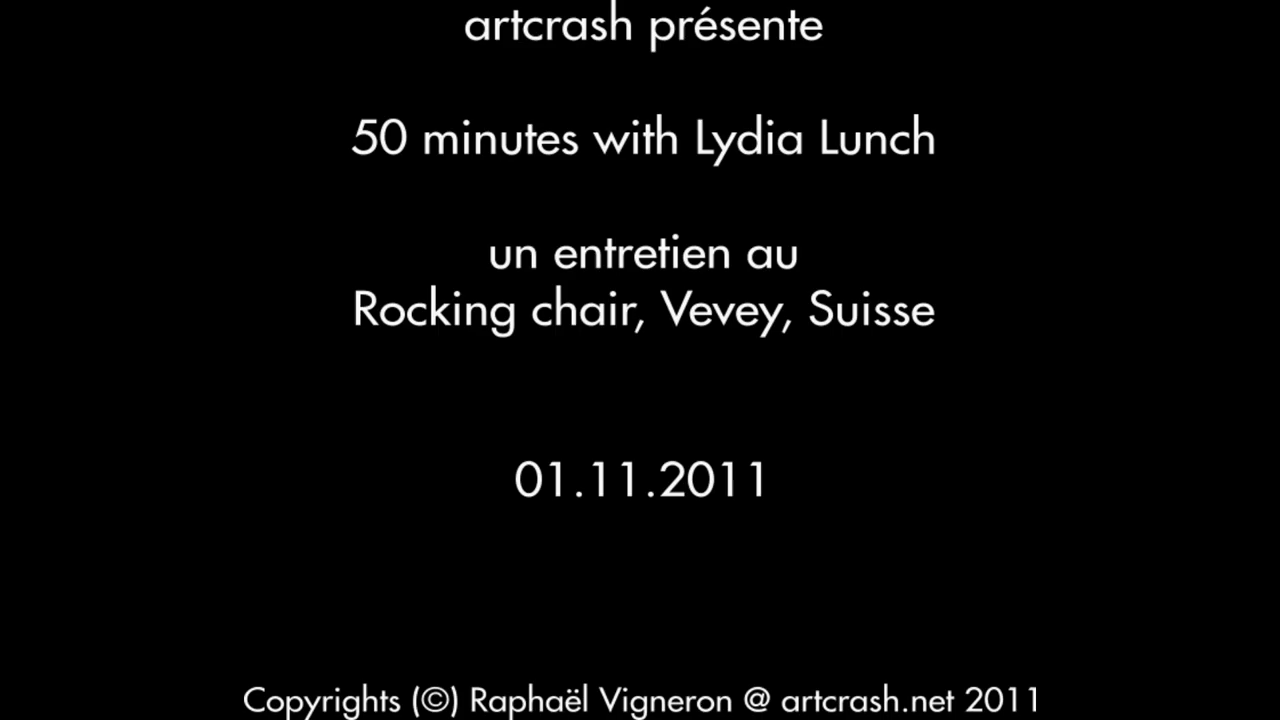 artcrash présente
50 minutes with Lydia Lunch
un entretien au
Rocking chair, Vevey, Suisse
01.11.2011
Copyrights (©) Raphaël Vigneron @ artcrash.net 2011